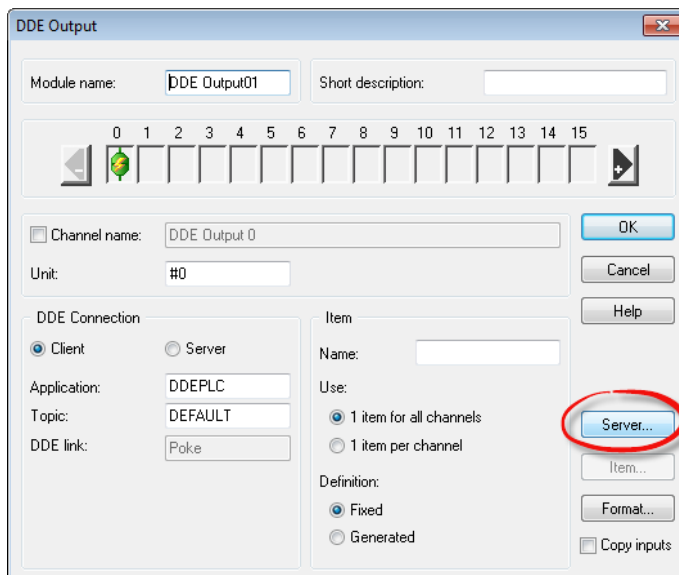 DDE Output
Module name: DDE Output01 Short description:
0 1 2 3 4 5 6 7 8 9 10 11 12 13 14 15
Channel name: DDE Output 0
OK
Unit: #0
Cancel
Help
DDE Connection
Client Server
Application: DDEPLC
Topic: DEFAULT
DDE link: Poke
Item
Name:
Use:
1 item for all channels
1 item per channel
Definition:
Fixed
Generated
Server...
Item...
Format...
Copy inputs